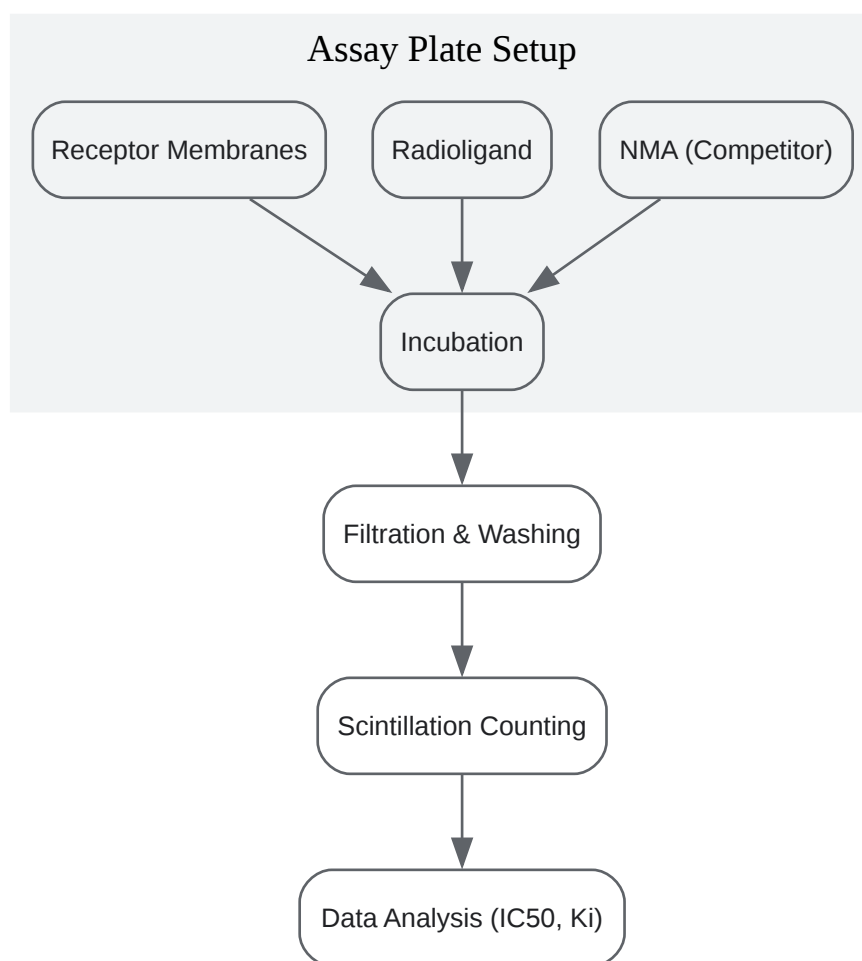 Assay Plate Setup
Receptor Membranes
Radioligand
NMA (Competitor)
Incubation
Filtration & Washing
Scintillation Counting
Data Analysis (IC50, Ki)